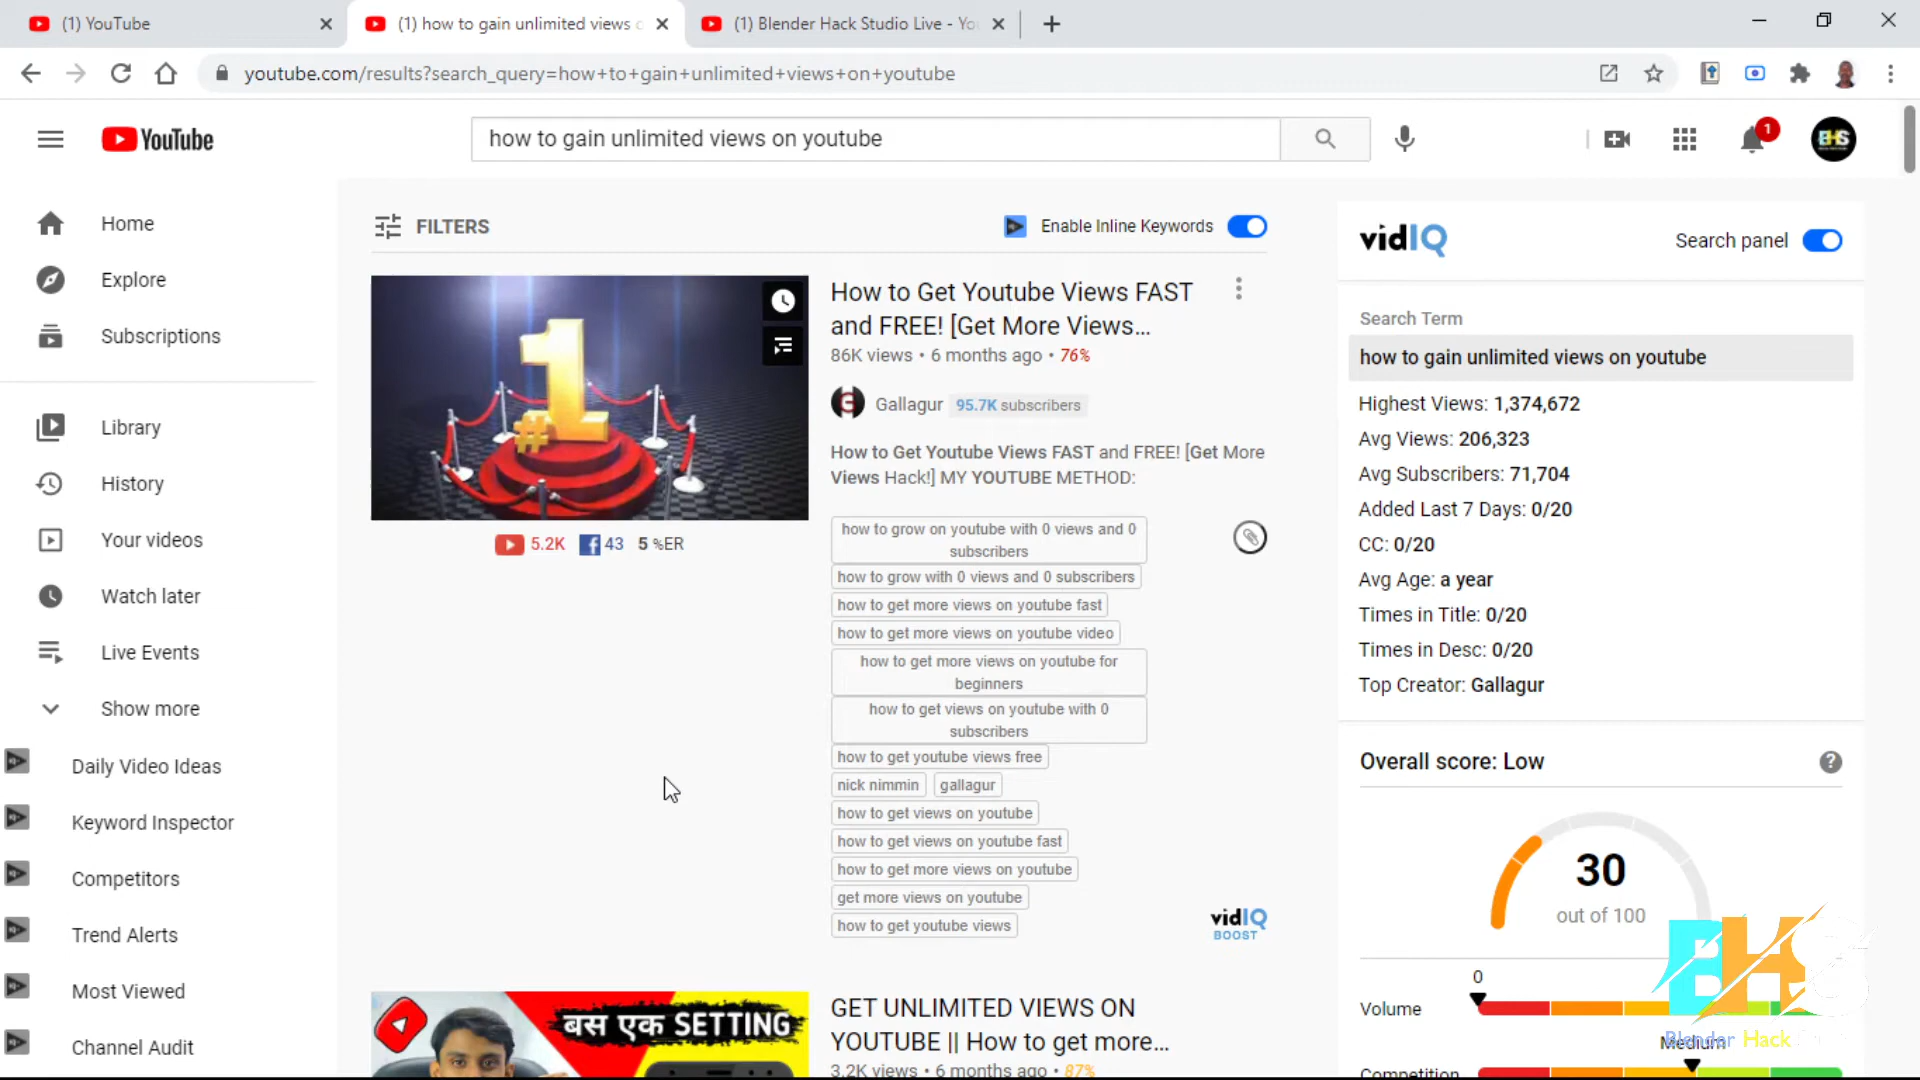 (1) YouTube
(1) how to gain unlimited views o
(1) Blender Hack Studio Live - You
youtube.com/results?search_query=how+to+gain+unlimited+views+on+youtube
YouTube
how to gain unlimited views on youtube
1
BHS
Home
Explore
Subscriptions
Library
History
Your videos
Watch later
Live Events
Show more
Daily Video Ideas
Keyword Inspector
Competitors
Trend Alerts
Most Viewed
Channel Audit
FILTERS
Enable Inline Keywords
#1
5.2K 43 5 %ER
How to Get Youtube Views FAST
and FREE! [Get More Views...
86K views • 6 months ago • 76%
Gallagur 95.7K subscribers
How to Get Youtube Views FAST and FREE! [Get More
Views Hack!] MY YOUTUBE METHOD:
how to grow on youtube with 0 views and 0
subscribers
how to grow with 0 views and 0 subscribers
how to get more views on youtube fast
how to get more views on youtube video
how to get more views on youtube for
beginners
how to get views on youtube with 0
subscribers
how to get youtube views free
nick nimmin gallagur
how to get views on youtube
how to get views on youtube fast
how to get more views on youtube
get more views on youtube
how to get youtube views
vidIQ
BOOST
बस एक SETTING
GET UNLIMITED VIEWS ON
YOUTUBE || How to get more...
3.2K views • 6 months ago • 87%
vidIQ
Search panel
Search Term
how to gain unlimited views on youtube
Highest Views: 1,374,672
Avg Views: 206,323
Avg Subscribers: 71,704
Added Last 7 Days: 0/20
CC: 0/20
Avg Age: a year
Times in Title: 0/20
Times in Desc: 0/20
Top Creator: Gallagur
Overall score: Low
30
out of 100
0
Volume
Medium
Competition
BHS
Blender Hack